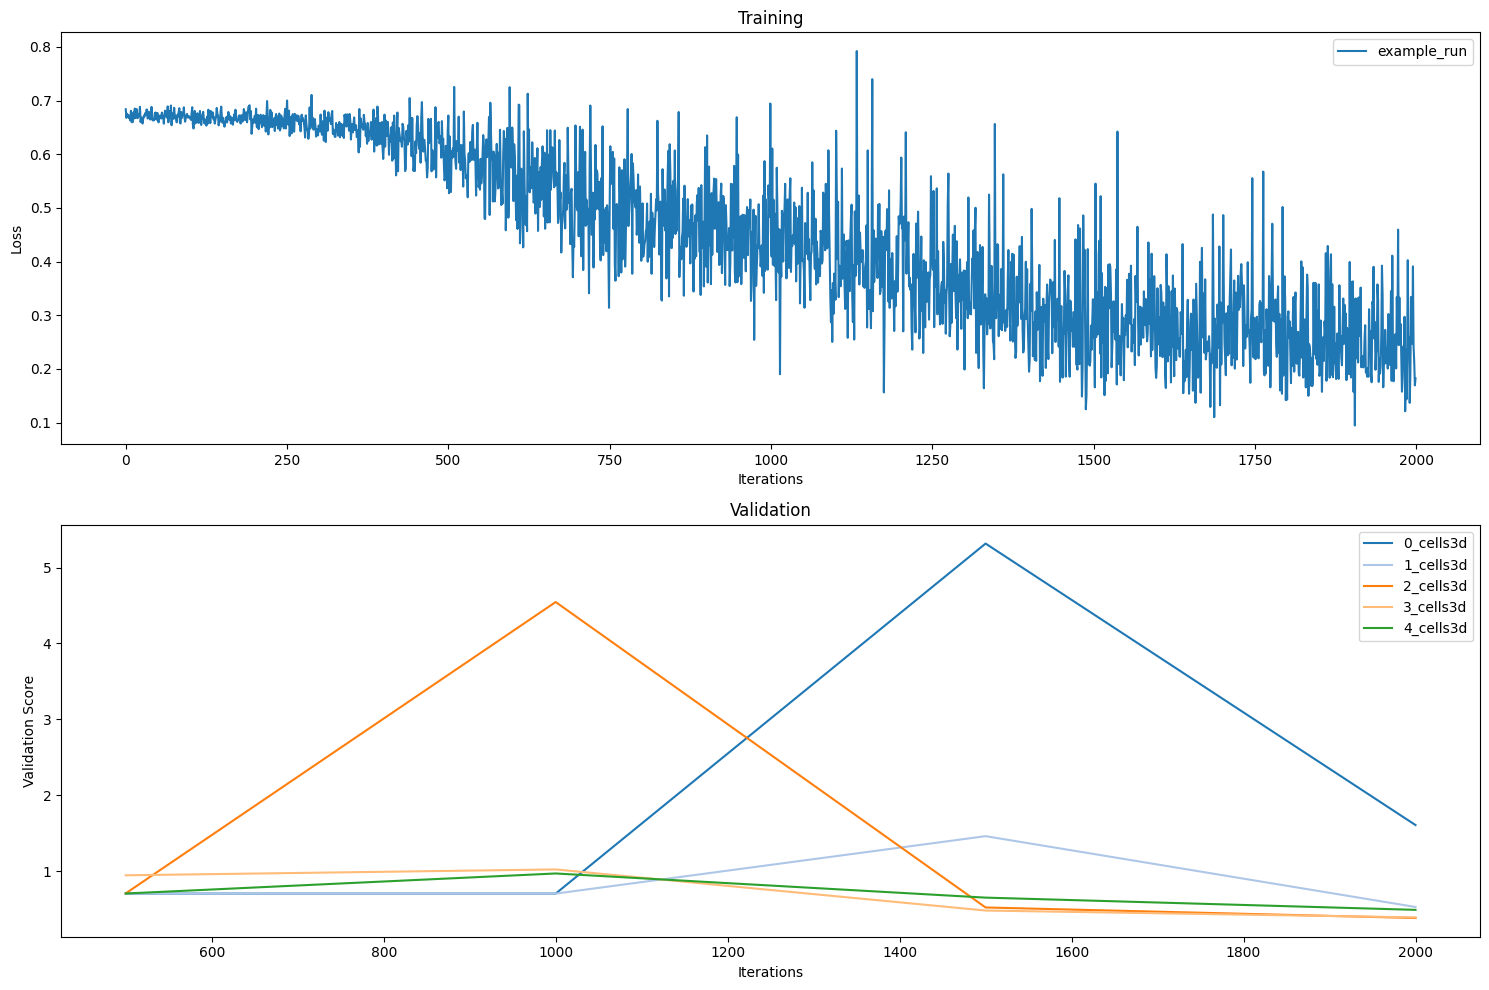 Training
example_run
0.8
0.7
0.6
0.5
0.4
0.3
0.2
0.1
Loss
0 250 500 750 1000 1250 1500 1750 2000
Iterations
Validation
0_cells3d
1_cells3d
2_cells3d
3_cells3d
4_cells3d
5
4
3
2
1
Validation Score
600 800 1000 1200 1400 1600 1800 2000
Iterations